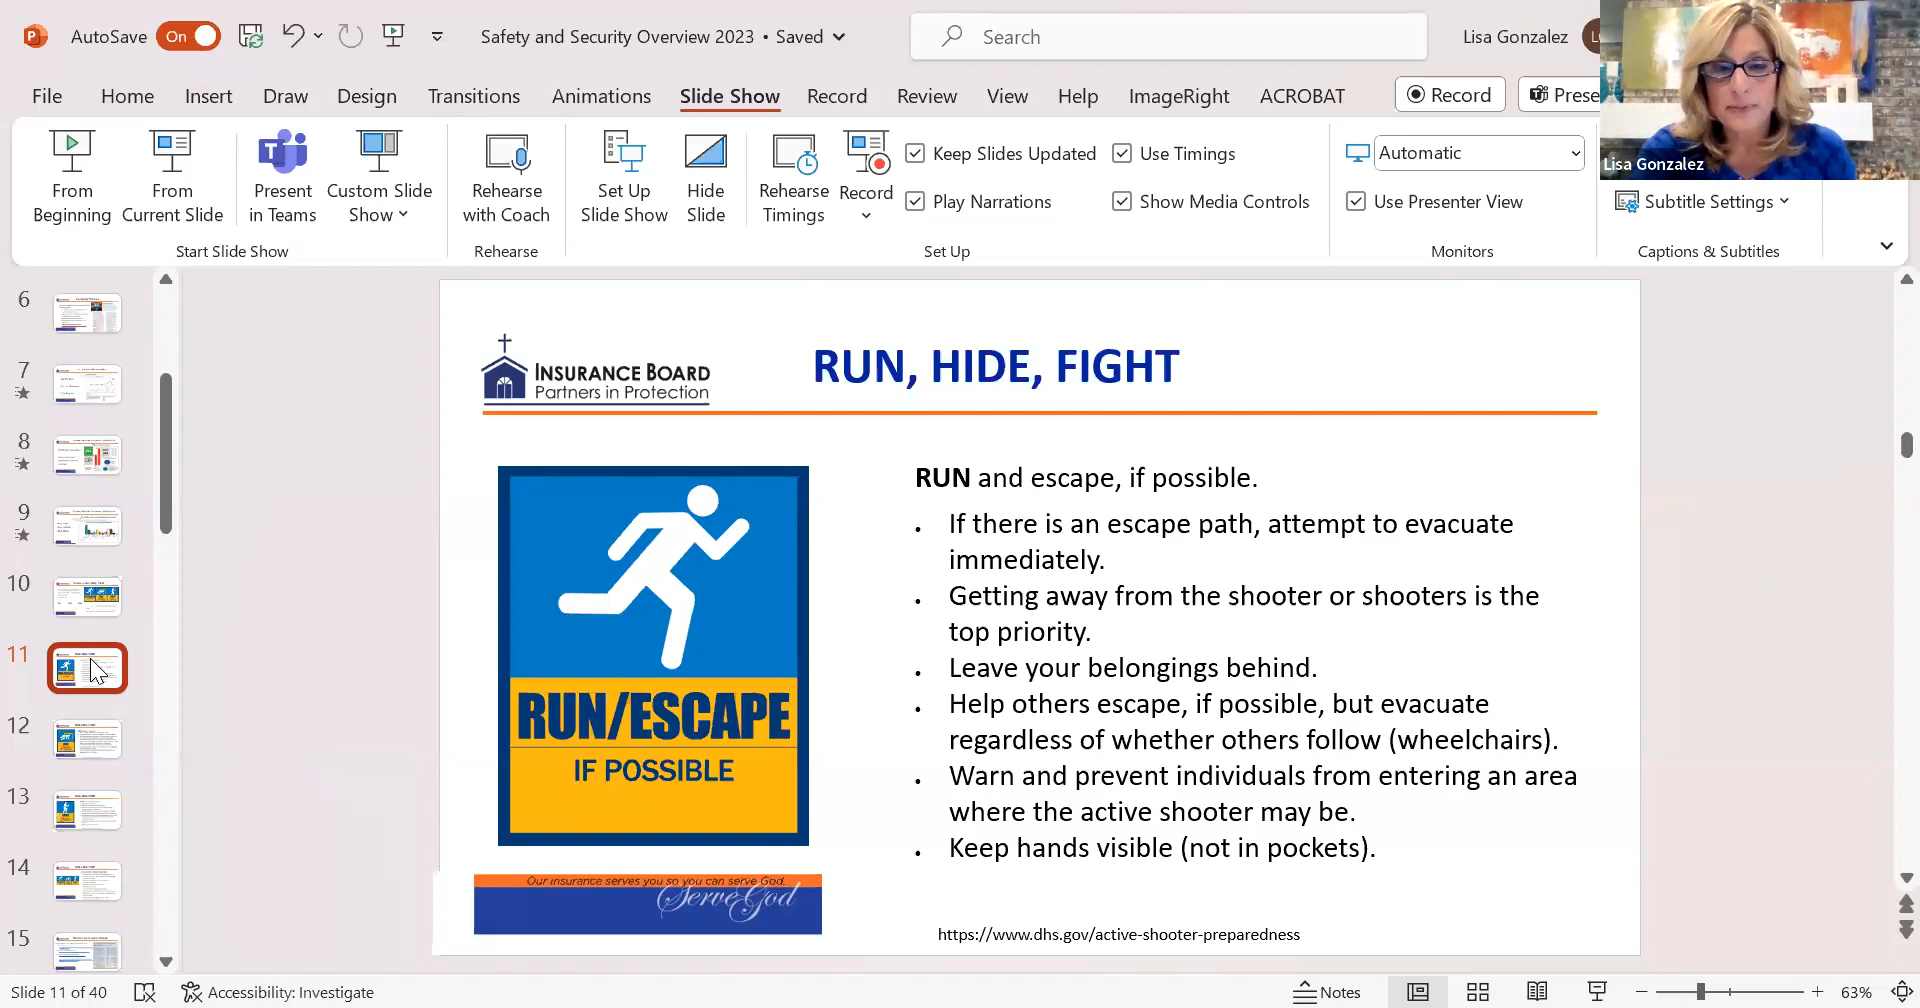 AutoSave
On
Safety and Security Overview 2023 • Saved
Search
Lisa Gonzalez
File
Home
Insert
Draw
Design
Transitions
Animations
Slide Show
Record
Review
View
Help
ImageRight
ACROBAT
Record
Prese
Lisa Gonzalez
From
Beginning
From
Current Slide
Present
in Teams
Custom Slide
Show
Rehearse
with Coach
Set Up
Slide Show
Hide
Slide
Rehearse
Timings
Record
Keep Slides Updated
Use Timings
Play Narrations
Show Media Controls
Automatic
Use Presenter View
Subtitle Settings
Start Slide Show
Rehearse
Set Up
Monitors
Captions & Subtitles
6
7
8
9
10
11
12
13
14
15
INSURANCE BOARD
Partners in Protection
RUN, HIDE, FIGHT
RUN/ESCAPE
IF POSSIBLE
RUN and escape, if possible.
• If there is an escape path, attempt to evacuate
immediately.
• Getting away from the shooter or shooters is the
top priority.
• Leave your belongings behind.
• Help others escape, if possible, but evacuate
regardless of whether others follow (wheelchairs).
• Warn and prevent individuals from entering an area
where the active shooter may be.
• Keep hands visible (not in pockets).
Our insurance serves you so you can serve God.
ServeGod
https://www.dhs.gov/active-shooter-preparedness
Slide 11 of 40
Accessibility: Investigate
Notes
63%